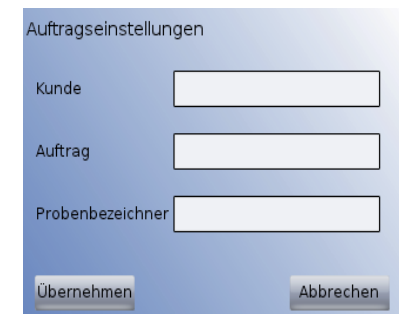 Auftragseinstellungen
Kunde
Auftrag
Probenbezeichner
Übernehmen Abbrechen